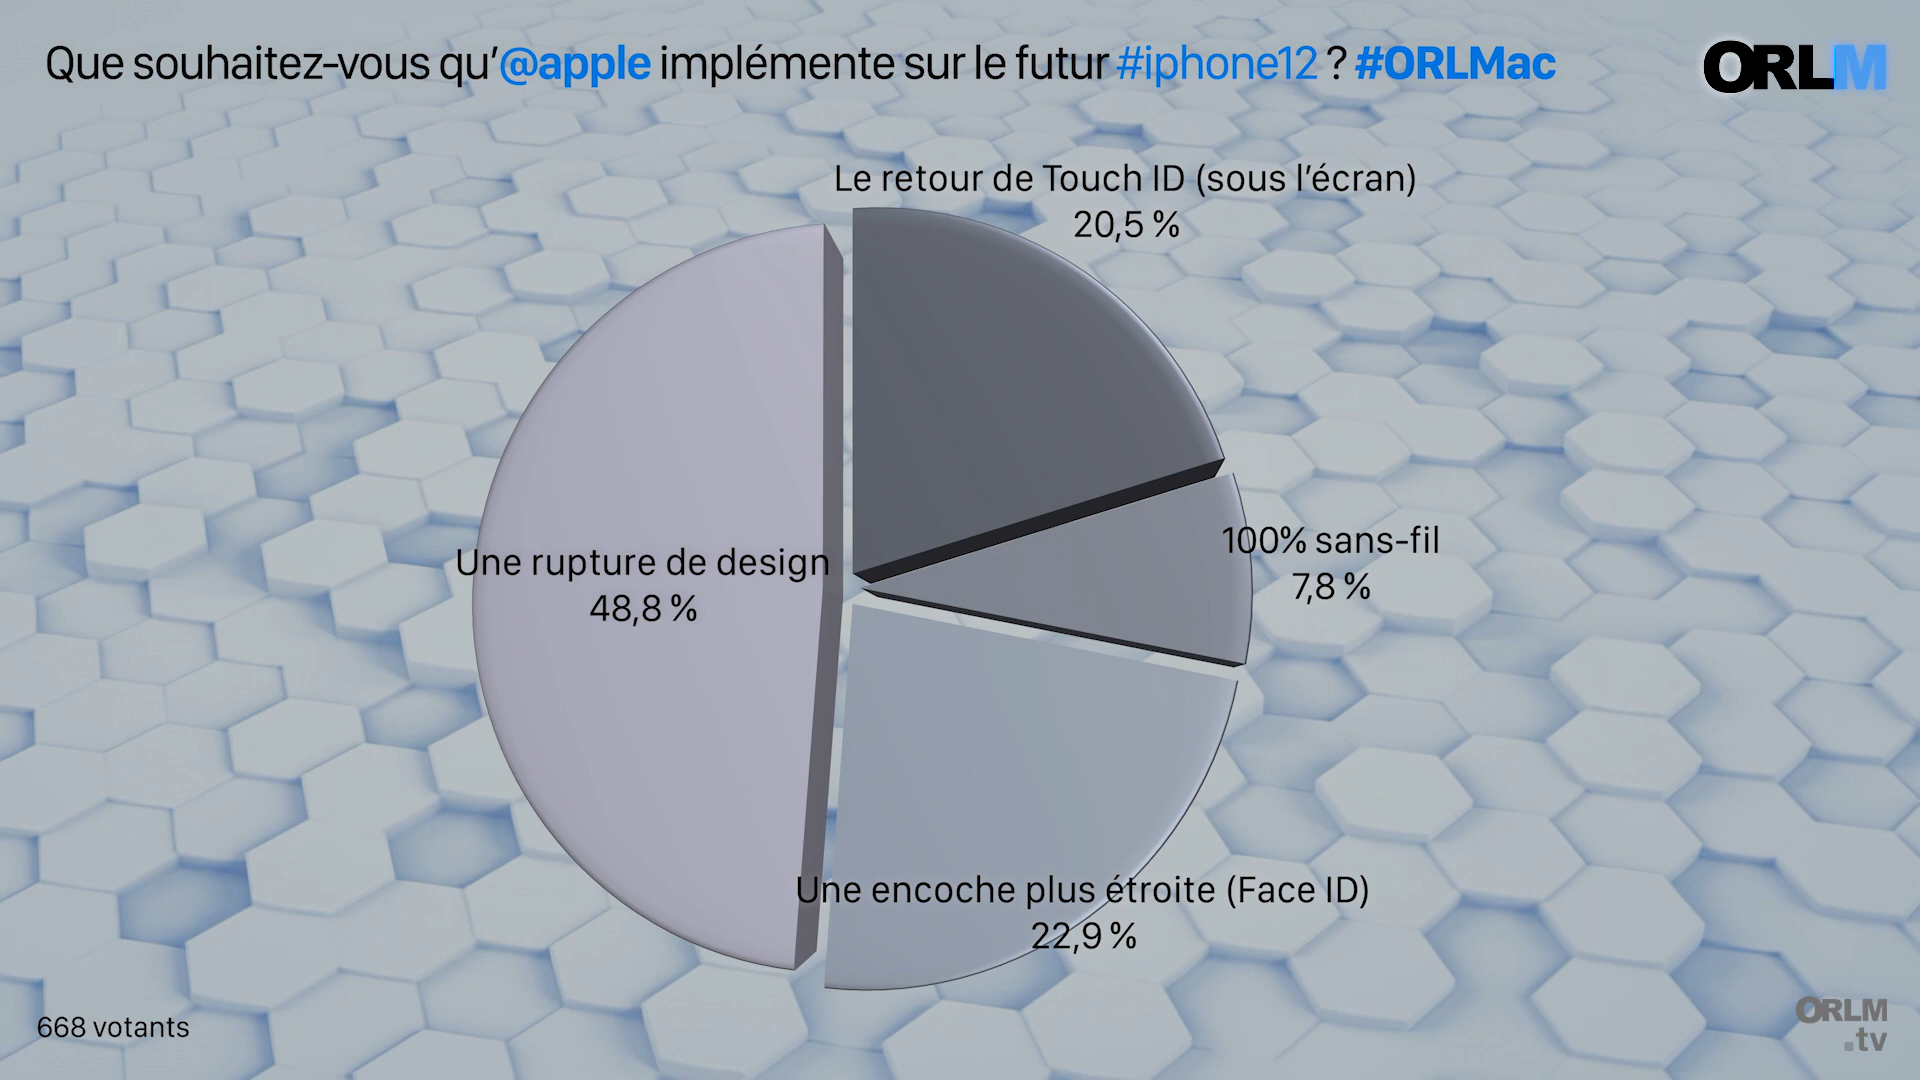 Que souhaitez-vous qu'@apple implémente sur le futur #iphone12 ? #ORLMac
ORLM
Le retour de Touch ID (sous l'écran)
20,5 %
100% sans-fil
7,8 %
Une rupture de design
48,8 %
Une encoche plus étroite (Face ID)
22,9 %
668 votants
ORLM
.tv